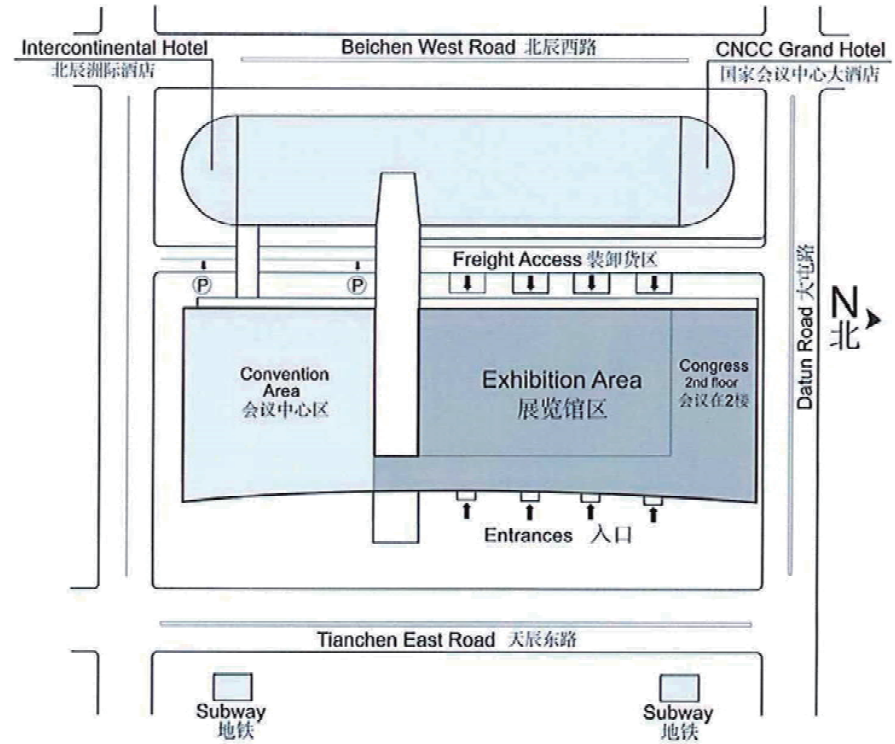 Intercontinental Hotel
北辰洲际酒店
Beichen West Road 北辰西路
CNCC Grand Hotel
国家会议中心大酒店
Freight Access 装卸货区
P
P
Convention
Area
会议中心区
Exhibition Area
展览馆区
Congress
2nd floor
会议在2楼
Datun Road 大屯路
N
北
Entrances 入口
Tianchen East Road 天辰东路
Subway
地铁
Subway
地铁